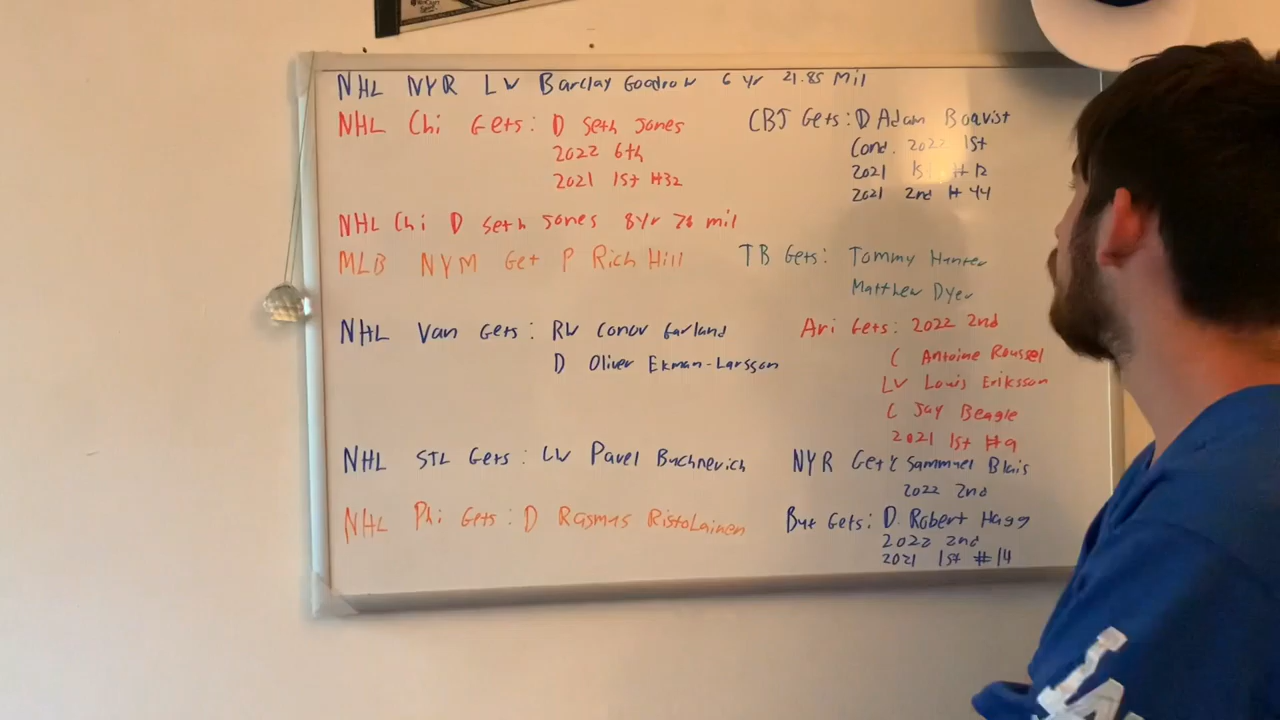 NHL NYR LW Barclay Goodrow 6 yr 21.85 mil
NHL Chi Gets: D Seth Jones CBJ Gets: D Adam Boqvist
2022 6th Cond. 2022 1st
2021 1st #32 2021 1st #12
2021 2nd #44
NHL Chi D Seth Jones 8yr 76 mil
MLB NYM Get P Rich Hill TB Gets: Tommy Hunter
Matthew Dyer
NHL Van Gets: RW Conor Garland Ari Gets: 2022 2nd
D Oliver Ekman-Larsson C Antoine Roussel
LW Louis Eriksson
C Jay Beagle
2021 1st #9
NHL STL Gets: LW Pavel Buchnevich NYR Gets Sammuel Blais
2022 2nd
NHL Phi Gets: D Rasmus Ristolainen Buf Gets: D. Robert Hagg
2022 2nd
2021 1st #14